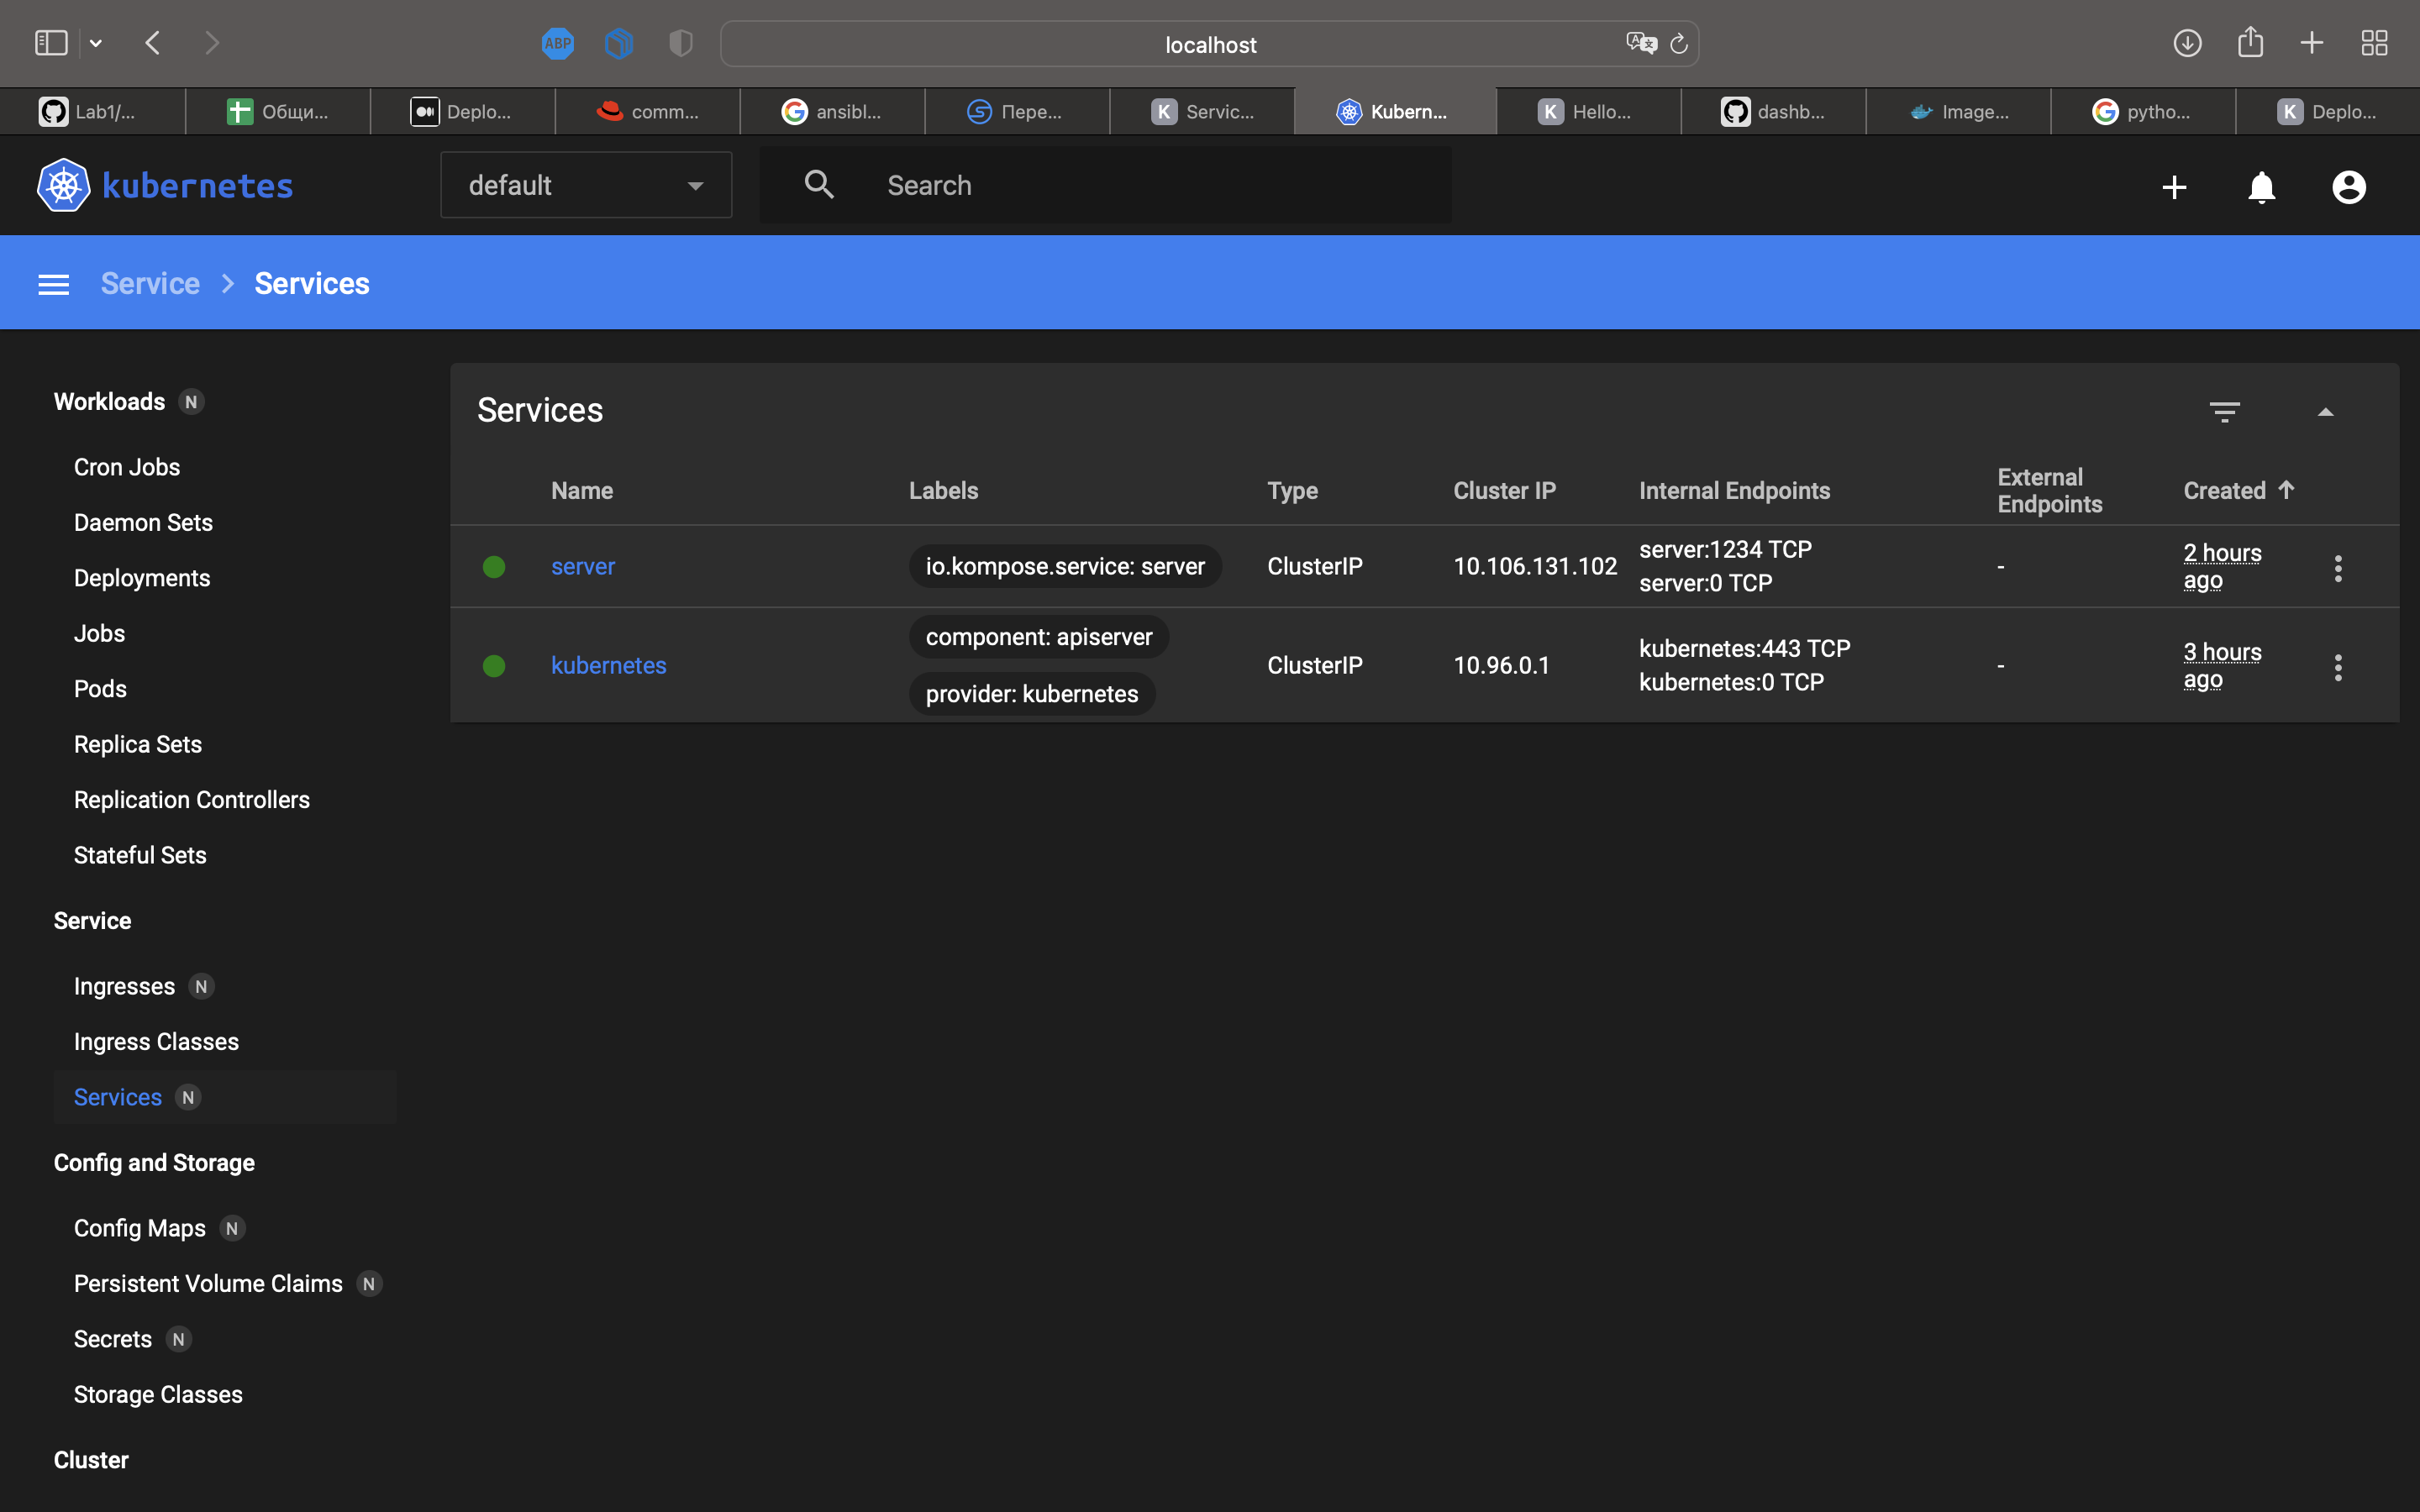 ABP
localhost
Lab1/...
Общи...
Deplo...
comm...
ansibl...
Пере...
K Servic...
Kubern...
K Hello...
dashb...
Image...
pytho...
K Deplo...
kubernetes
default
Search
Service
Services
Workloads N
Cron Jobs
Daemon Sets
Deployments
Jobs
Pods
Replica Sets
Replication Controllers
Stateful Sets
Service
Ingresses N
Ingress Classes
Services N
Config and Storage
Config Maps N
Persistent Volume Claims N
Secrets N
Storage Classes
Cluster
Services
Name
Labels
Type
Cluster IP
Internal Endpoints
External
Endpoints
Created
server
io.kompose.service: server
ClusterIP
10.106.131.102
server:1234 TCP
server:0 TCP
-
2 hours
ago
kubernetes
component: apiserver
provider: kubernetes
ClusterIP
10.96.0.1
kubernetes:443 TCP
kubernetes:0 TCP
-
3 hours
ago